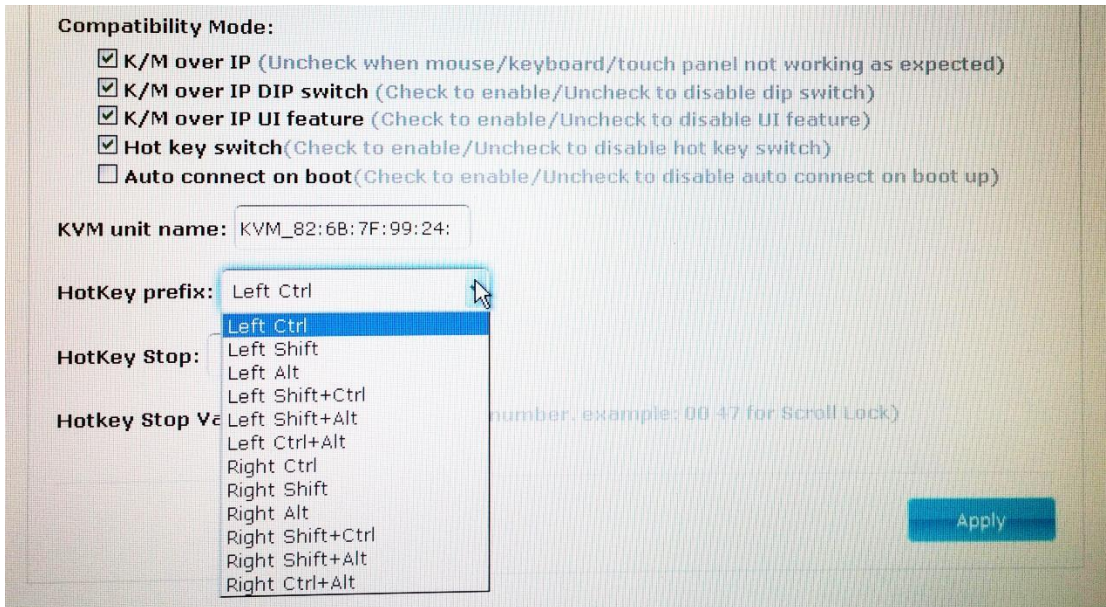 Compatibility Mode:
K/M over IP (Uncheck when mouse/keyboard/touch panel not working as expected)
K/M over IP DIP switch (Check to enable/Uncheck to disable dip switch)
K/M over IP UI feature (Check to enable/Uncheck to disable UI feature)
Hot key switch(Check to enable/Uncheck to disable hot key switch)
Auto connect on boot(Check to enable/Uncheck to disable auto connect on boot up)
KVM unit name: KVM_82:6B:7F:99:24:
HotKey prefix: Left Ctrl
Left Ctrl
Left Shift
HotKey Stop:
Left Alt
Left Shift+Ctrl
Hotkey Stop Va Left Shift+Alt number. example: 00 47 for Scroll Lock)
Left Ctrl+Alt
Right Ctrl
Right Shift
Right Alt
Apply
Right Shift+Ctrl
Right Shift+Alt
Right Ctrl+Alt